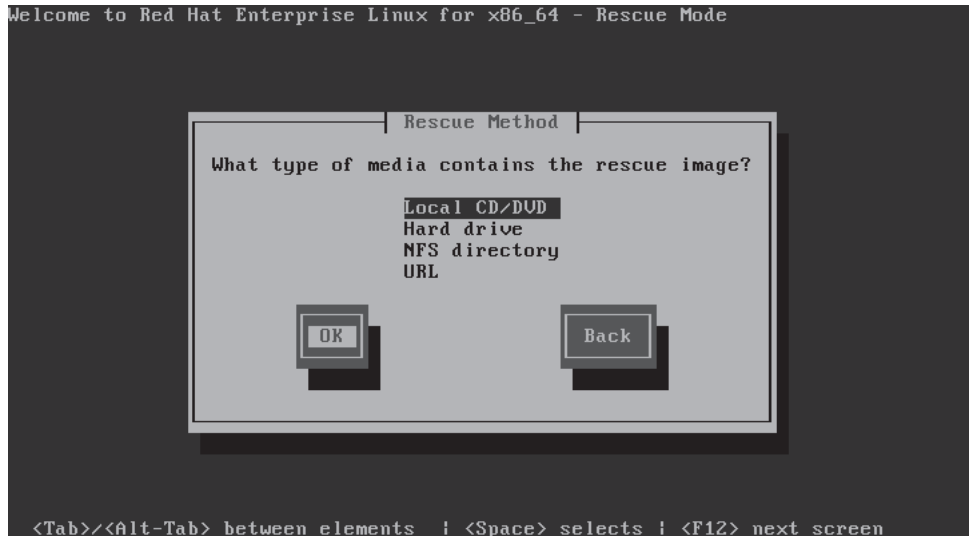 Welcome to Red Hat Enterprise Linux for x86_64 - Rescue Mode
Rescue Method
What type of media contains the rescue image?
Local CD/DVD
Hard drive
NFS directory
URL
OK Back
<Tab>/<Alt-Tab> between elements | <Space> selects | <F12> next screen